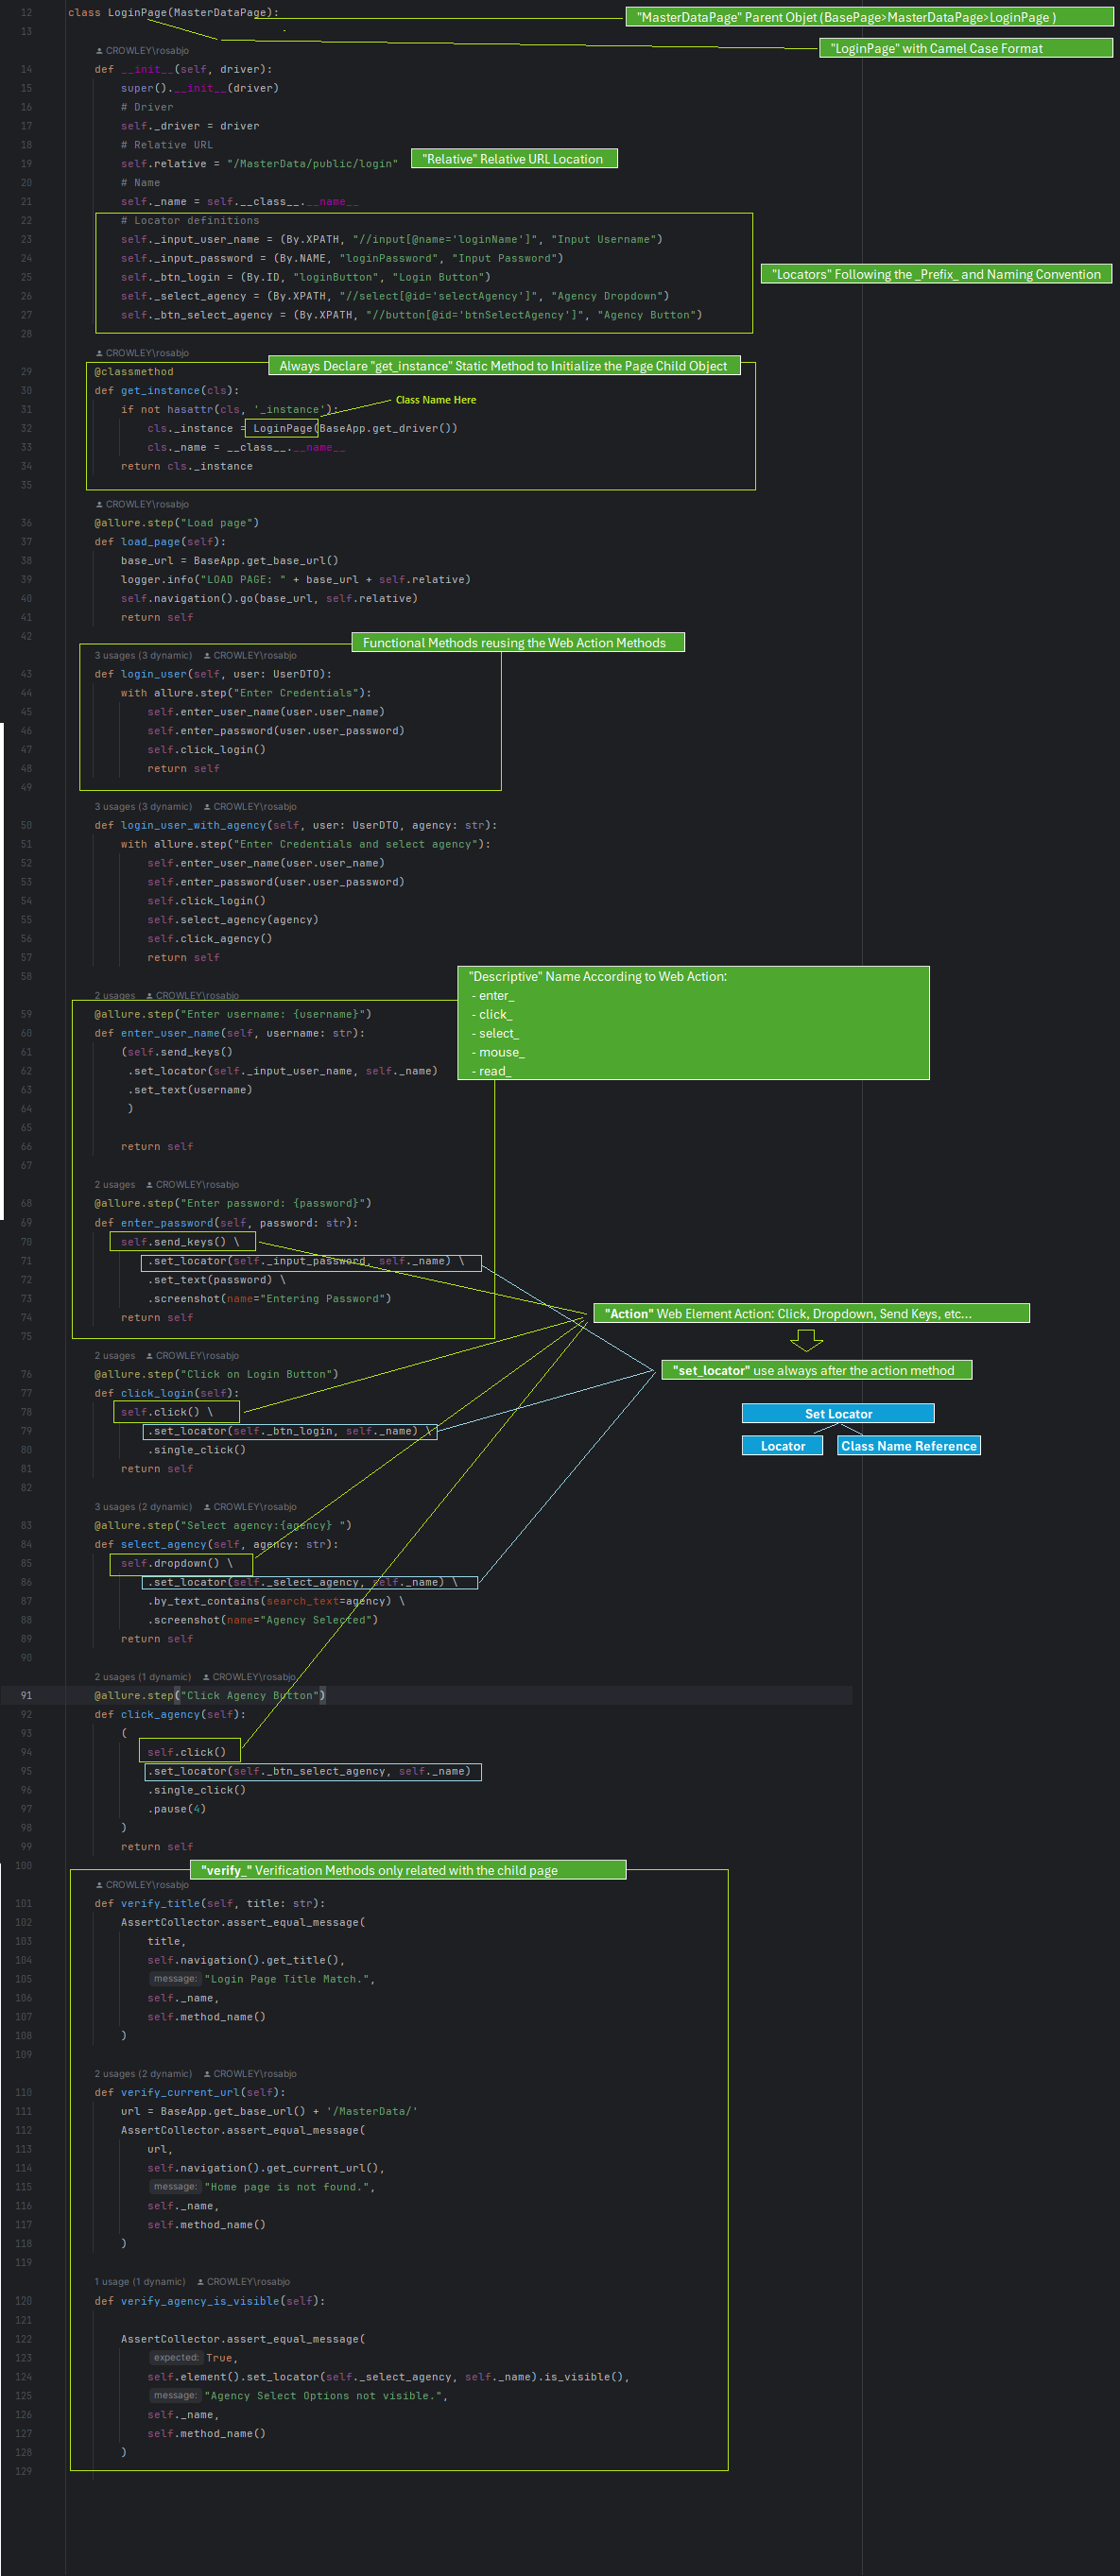 12 class LoginPage(MasterDataPage):
"MasterDataPage" Parent Objet (BasePage>MasterDataPage>LoginPage )
13
"LoginPage" with Camel Case Format
CROWLEY\rosabjo
14 def __init__(self, driver):
15 super().__init__(driver)
16 # Driver
17 self._driver = driver
18 # Relative URL
19 self.relative = "/MasterData/public/login"
"Relative" Relative URL Location
20 # Name
21 self._name = self.__class__.__name__
22 # Locator definitions
23 self._input_user_name = (By.XPATH, "//input[@name='loginName']", "Input Username")
24 self._input_password = (By.NAME, "loginPassword", "Input Password")
25 self._btn_login = (By.ID, "loginButton", "Login Button")
"Locators" Following the _Prefix_ and Naming Convention
26 self._select_agency = (By.XPATH, "//select[@id='selectAgency']", "Agency Dropdown")
27 self._btn_select_agency = (By.XPATH, "//button[@id='btnSelectAgency']", "Agency Button")
28
CROWLEY\rosabjo
Always Declare "get_instance" Static Method to Initialize the Page Child Object
29 @classmethod
30 def get_instance(cls):
Class Name Here
31 if not hasattr(cls, '_instance'):
32 cls._instance = LoginPage(BaseApp.get_driver())
33 cls._name = __class__.__name__
34 return cls._instance
35
CROWLEY\rosabjo
36 @allure.step("Load page")
37 def load_page(self):
38 base_url = BaseApp.get_base_url()
39 logger.info("LOAD PAGE: " + base_url + self.relative)
40 self.navigation().go(base_url, self.relative)
41 return self
42
Functional Methods reusing the Web Action Methods
3 usages (3 dynamic) CROWLEY\rosabjo
43 def login_user(self, user: UserDTO):
44 with allure.step("Enter Credentials"):
45 self.enter_user_name(user.user_name)
46 self.enter_password(user.user_password)
47 self.click_login()
48 return self
49
3 usages (3 dynamic) CROWLEY\rosabjo
50 def login_user_with_agency(self, user: UserDTO, agency: str):
51 with allure.step("Enter Credentials and select agency"):
52 self.enter_user_name(user.user_name)
53 self.enter_password(user.user_password)
54 self.click_login()
55 self.select_agency(agency)
56 self.click_agency()
57 return self
58
"Descriptive" Name According to Web Action:
- enter_
- click_
- select_
- mouse_
- read_
2 usages CROWLEY\rosabjo
59 @allure.step("Enter username: {username}")
60 def enter_user_name(self, username: str):
61 (self.send_keys()
62 .set_locator(self._input_user_name, self._name)
63 .set_text(username)
64 )
65
66 return self
67
2 usages CROWLEY\rosabjo
68 @allure.step("Enter password: {password}")
69 def enter_password(self, password: str):
70 self.send_keys() \
71 .set_locator(self._input_password, self._name) \
72 .set_text(password) \
73 .screenshot(name="Entering Password")
74 return self
"Action" Web Element Action: Click, Dropdown, Send Keys, etc...
75
2 usages CROWLEY\rosabjo
76 @allure.step("Click on Login Button")
"set_locator" use always after the action method
77 def click_login(self):
78 self.click() \
Set Locator
79 .set_locator(self._btn_login, self._name) \
80 .single_click()
Locator
Class Name Reference
81 return self
82
3 usages (2 dynamic) CROWLEY\rosabjo
83 @allure.step("Select agency:{agency} ")
84 def select_agency(self, agency: str):
85 self.dropdown() \
86 .set_locator(self._select_agency, self._name) \
87 .by_text_contains(search_text=agency) \
88 .screenshot(name="Agency Selected")
89 return self
90
2 usages (1 dynamic) CROWLEY\rosabjo
91 @allure.step("Click Agency Button")
92 def click_agency(self):
93 (
94 self.click()
95 .set_locator(self._btn_select_agency, self._name)
96 .single_click()
97 .pause(4)
98 )
99 return self
100
"verify_" Verification Methods only related with the child page
CROWLEY\rosabjo
101 def verify_title(self, title: str):
102 AssertCollector.assert_equal_message(
103 title,
104 self.navigation().get_title(),
105 message: "Login Page Title Match.",
106 self._name,
107 self.method_name()
108 )
109
2 usages (2 dynamic) CROWLEY\rosabjo
110 def verify_current_url(self):
111 url = BaseApp.get_base_url() + '/MasterData/'
112 AssertCollector.assert_equal_message(
113 url,
114 self.navigation().get_current_url(),
115 message: "Home page is not found.",
116 self._name,
117 self.method_name()
118 )
119
1 usage (1 dynamic) CROWLEY\rosabjo
120 def verify_agency_is_visible(self):
121
122 AssertCollector.assert_equal_message(
123 expected: True,
124 self.element().set_locator(self._select_agency, self._name).is_visible(),
125 message: "Agency Select Options not visible.",
126 self._name,
127 self.method_name()
128 )
129